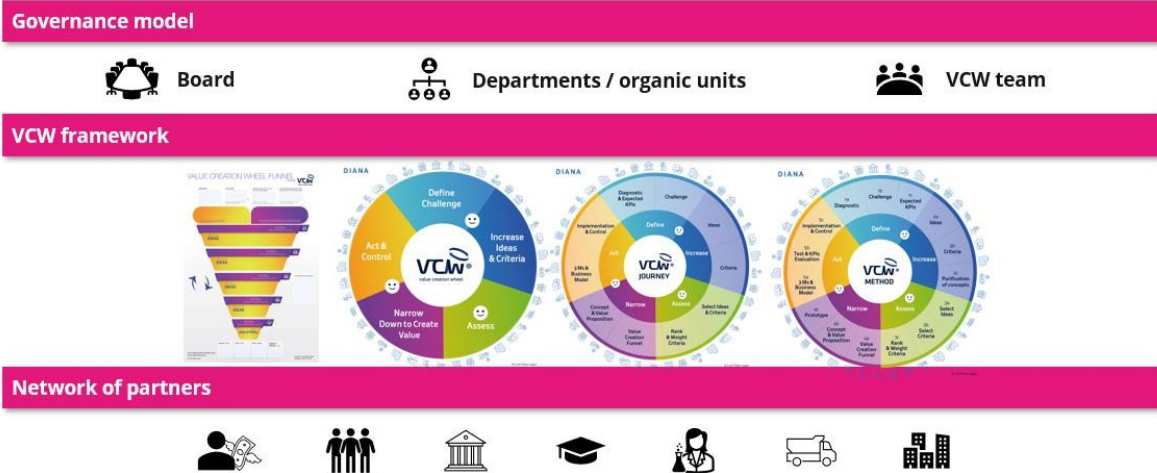 Governance model
Board
Departments / organic units
VCW team
VCW framework
VALUE CREATION WHEEL FUNNEL
VCW
DIANA
Define
Challenge
Increase
Ideas
& Criteria
Assess
Narrow
Down to Create
Value
Act &
Control
VCW
value creation wheel
DIANA
Diagnostic
& Expected
KPIs
Challenge
Ideas
Criteria
Select Ideas
& Criteria
Rank
& Weight
Criteria
Value
Creation
Funnel
Concept
& Value
Proposition
3 Ms &
Business
Model
Implementation
& Control
Define
Increase
Assess
Narrow
Act
VCW
JOURNEY
DIANA
Diagnostic
Challenge
Expected
KPIs
Ideas
Criteria
Purification
of concepts
Select
Ideas
Select
Criteria
Rank
& Weight
Criteria
Value
Creation
Funnel
Concept
& Value
Proposition
Prototype
3 Ms &
Business
Model
Test & KPIs
Evaluation
Implementation
& Control
Define
Increase
Assess
Narrow
Act
VCW
METHOD
Network of partners